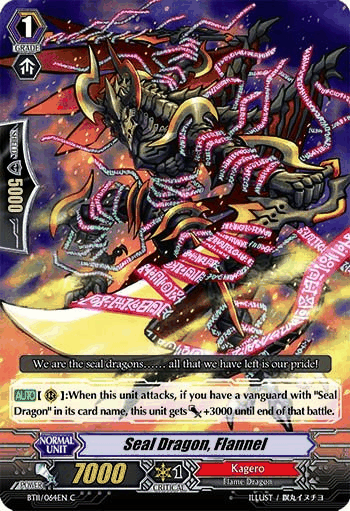 1
GRADE
SHIELD
5000
We are the seal dragons...... all that we have left is our pride!
AUTO [ ]:When this unit attacks, if you have a vanguard with "Seal
Dragon" in its card name, this unit gets +3000 until end of that battle.
NORMAL
UNIT
Seal Dragon, Flannel
POWER
7000
1
CRITICAL
Kagero
Flame Dragon
BT11/064EN C
ILLUST / 獣丸イヌチヨ